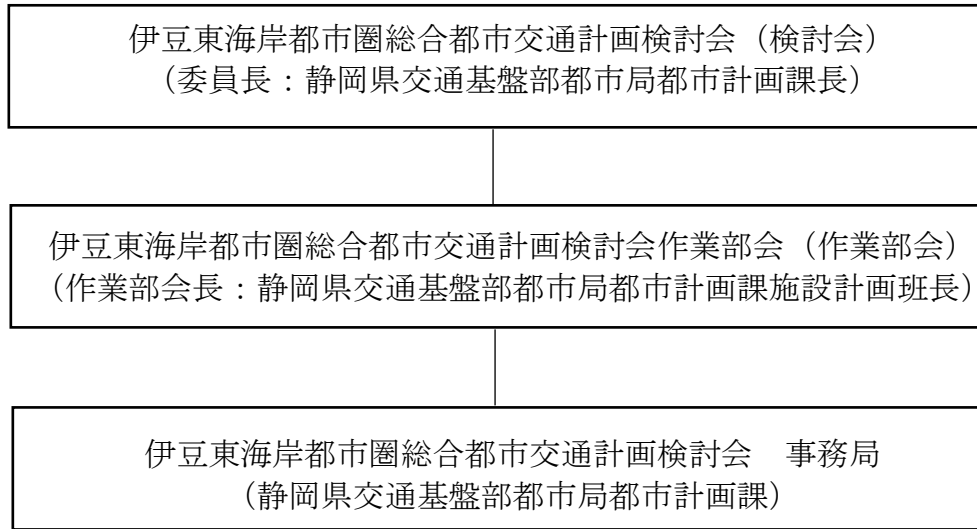 伊豆東海岸都市圏総合都市交通計画検討会（検討会）
（委員長：静岡県交通基盤部都市局都市計画課長）
伊豆東海岸都市圏総合都市交通計画検討会作業部会（作業部会）
（作業部会長：静岡県交通基盤部都市局都市計画課施設計画班長）
伊豆東海岸都市圏総合都市交通計画検討会　事務局
（静岡県交通基盤部都市局都市計画課）